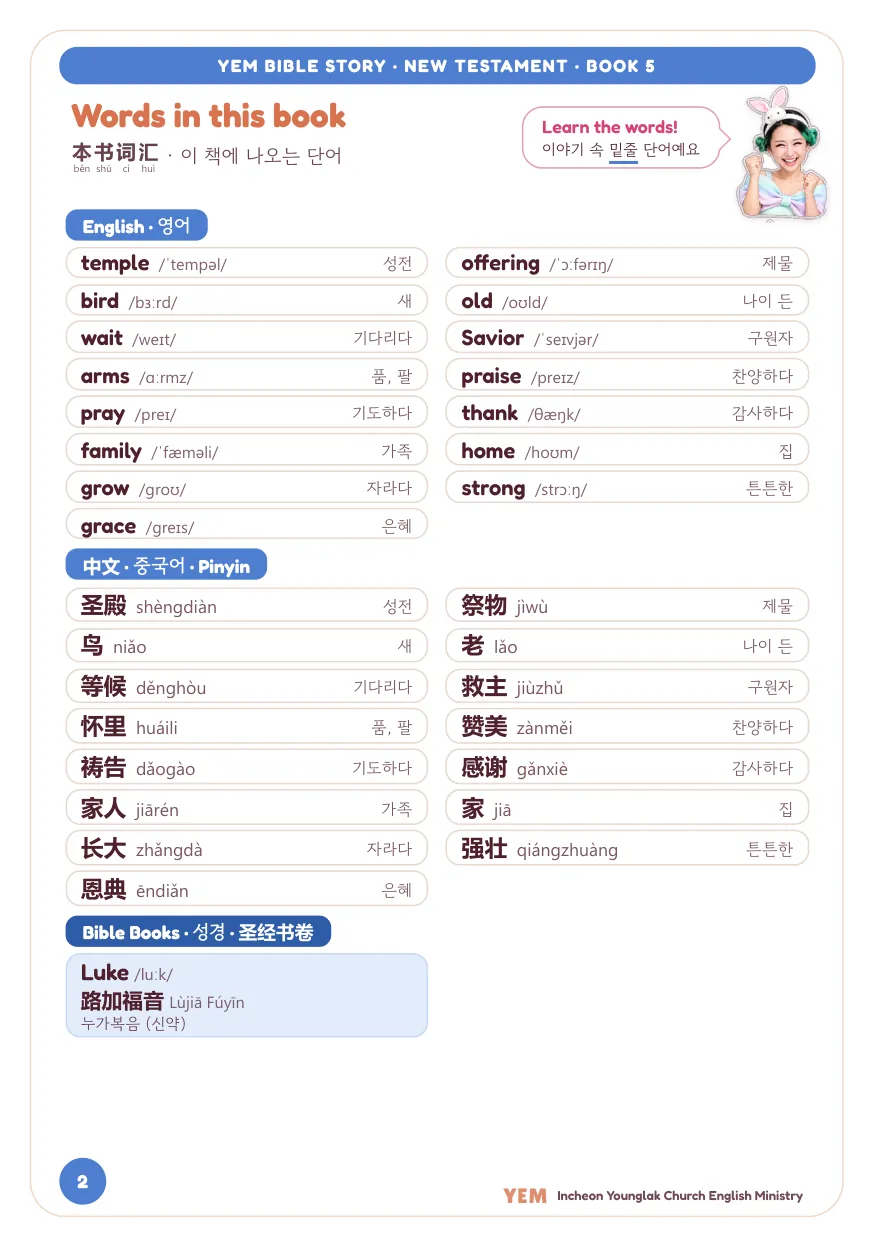 YEM BIBLE STORY · NEW TESTAMENT · BOOK 5
Words in this book
本书词汇 · 이 책에 나오는 단어
běn shū cí huì
Learn the words!
이야기 속 밑줄 단어예요
English · 영어
temple /ˈtempəl/ 성전
offering /ˈɔːfərɪŋ/ 제물
bird /bɜːrd/ 새
old /oʊld/ 나이 든
wait /weɪt/ 기다리다
Savior /ˈseɪvjər/ 구원자
arms /ɑːrmz/ 품, 팔
praise /preɪz/ 찬양하다
pray /preɪ/ 기도하다
thank /θæŋk/ 감사하다
family /ˈfæməli/ 가족
home /hoʊm/ 집
grow /ɡroʊ/ 자라다
strong /strɔːŋ/ 튼튼한
grace /ɡreɪs/ 은혜
中文 · 중국어 · Pinyin
圣殿 shèngdiàn 성전
祭物 jìwù 제물
鸟 niǎo 새
老 lǎo 나이 든
等候 děnghòu 기다리다
救主 jiùzhǔ 구원자
怀里 huáili 품, 팔
赞美 zànměi 찬양하다
祷告 dǎogào 기도하다
感谢 gǎnxiè 감사하다
家人 jiārén 가족
家 jiā 집
长大 zhǎngdà 자라다
强壮 qiángzhuàng 튼튼한
恩典 ēndiǎn 은혜
Bible Books · 성경 · 圣经书卷
Luke /luːk/
路加福音 Lùjiā Fúyīn
누가복음 (신약)
2
YEM Incheon Younglak Church English Ministry